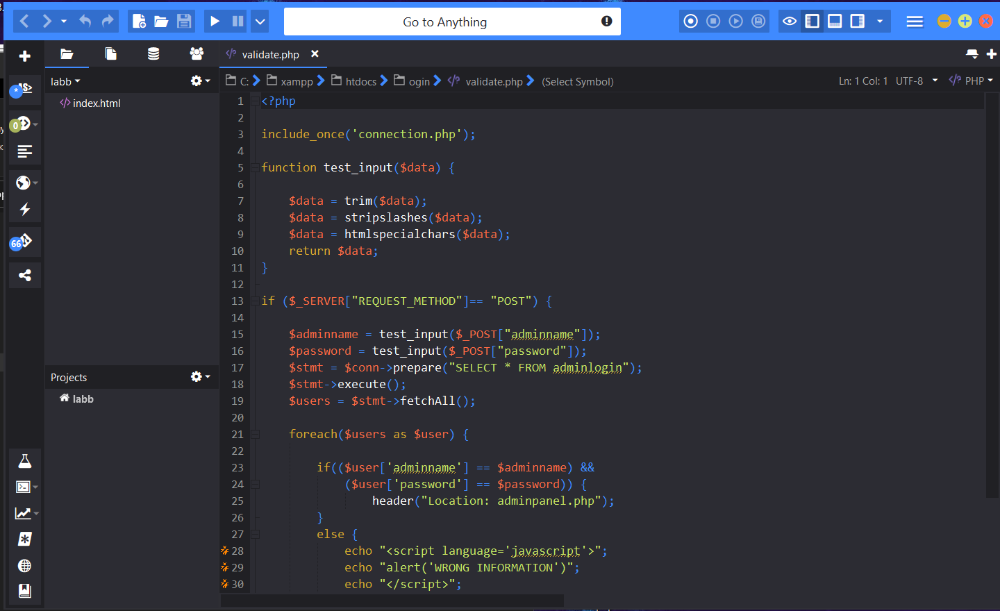 Go to Anything
validate.php
labb
C: xampp htdocs ogin validate.php (Select Symbol)
Ln: 1 Col: 1 UTF-8 PHP
index.html
0
66
Projects
labb
1 <?php
2
3 include_once('connection.php');
4
5 function test_input($data) {
6
7 $data = trim($data);
8 $data = stripslashes($data);
9 $data = htmlspecialchars($data);
10 return $data;
11 }
12
13 if ($_SERVER["REQUEST_METHOD"]== "POST") {
14
15 $adminname = test_input($_POST["adminname"]);
16 $password = test_input($_POST["password"]);
17 $stmt = $conn->prepare("SELECT * FROM adminlogin");
18 $stmt->execute();
19 $users = $stmt->fetchAll();
20
21 foreach($users as $user) {
22
23 if(($user['adminname'] == $adminname) &&
24 ($user['password'] == $password)) {
25 header("Location: adminpanel.php");
26 }
27 else {
28 echo "<script language='javascript'>";
29 echo "alert('WRONG INFORMATION')";
30 echo "</script>";